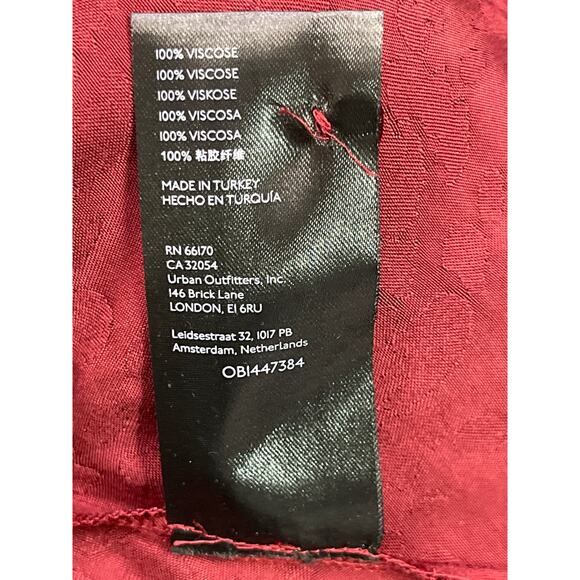 100% VISCOSE
100% VISCOSE
100% VISKOSE
100% VISCOSA
100% VISCOSA
100% 粘胶纤维
MADE IN TURKEY
HECHO EN TURQUÍA
RN 66170
CA 32054
Urban Outfitters, Inc.
146 Brick Lane
LONDON, E1 6RU
Leidsestraat 32, 1017 PB
Amsterdam, Netherlands
OB1447384